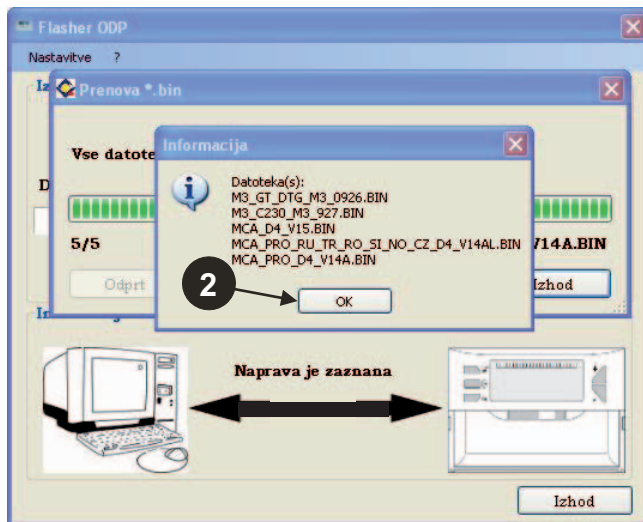 Flasher ODP
Nastavitve ?
Iz
Prenova *.bin
Vse datote
Informacija
Datoteka(s):
M3_GT_DTG_M3_0926.BIN
M3_C230_M3_927.BIN
MCA_D4_V15.BIN
MCA_PRO_RU_TR_RO_SI_NO_CZ_D4_V14AL.BIN
MCA_PRO_D4_V14A.BIN
D
5/5
V14A.BIN
Odprt
2
OK
Izhod
Naprava je zaznana
Izhod